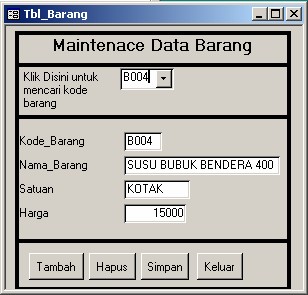 Tbl_Barang
Maintenace Data Barang
Klik Disini untuk
mencari kode
barang
B004
Kode_Barang B004
Nama_Barang SUSU BUBUK BENDERA 400
Satuan KOTAK
Harga 15000
Tambah Hapus Simpan Keluar